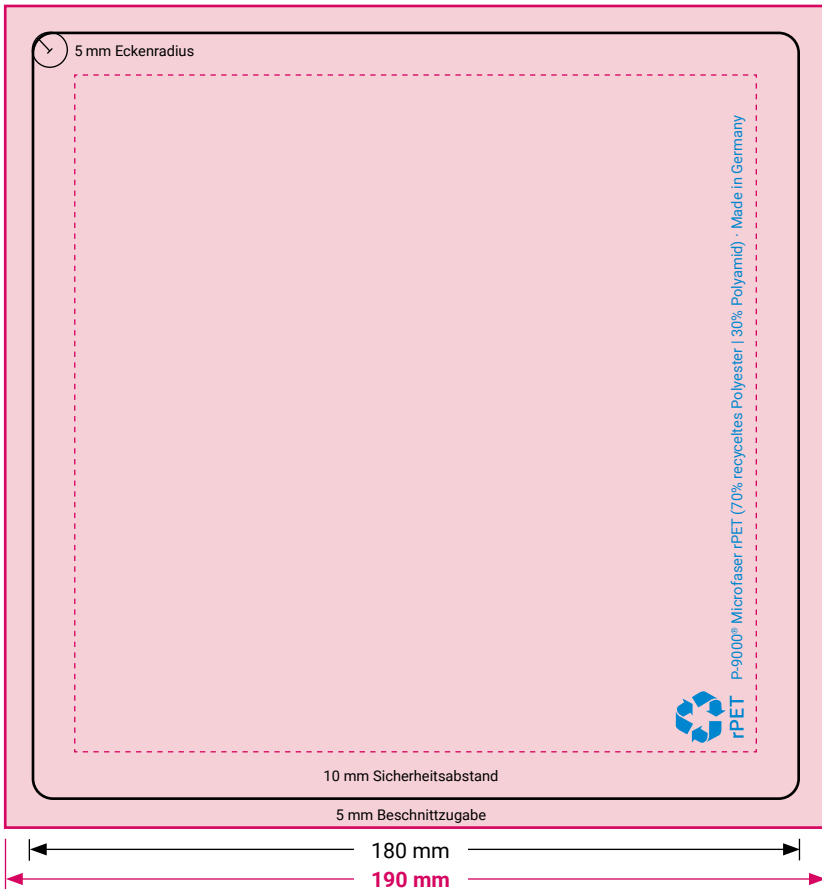 5 mm Eckenradius
P-9000® Microfaser rPET (70% recyceltes Polyester | 30% Polyamid) · Made in Germany
rPET
10 mm Sicherheitsabstand
5 mm Beschnittzugabe
180 mm
190 mm